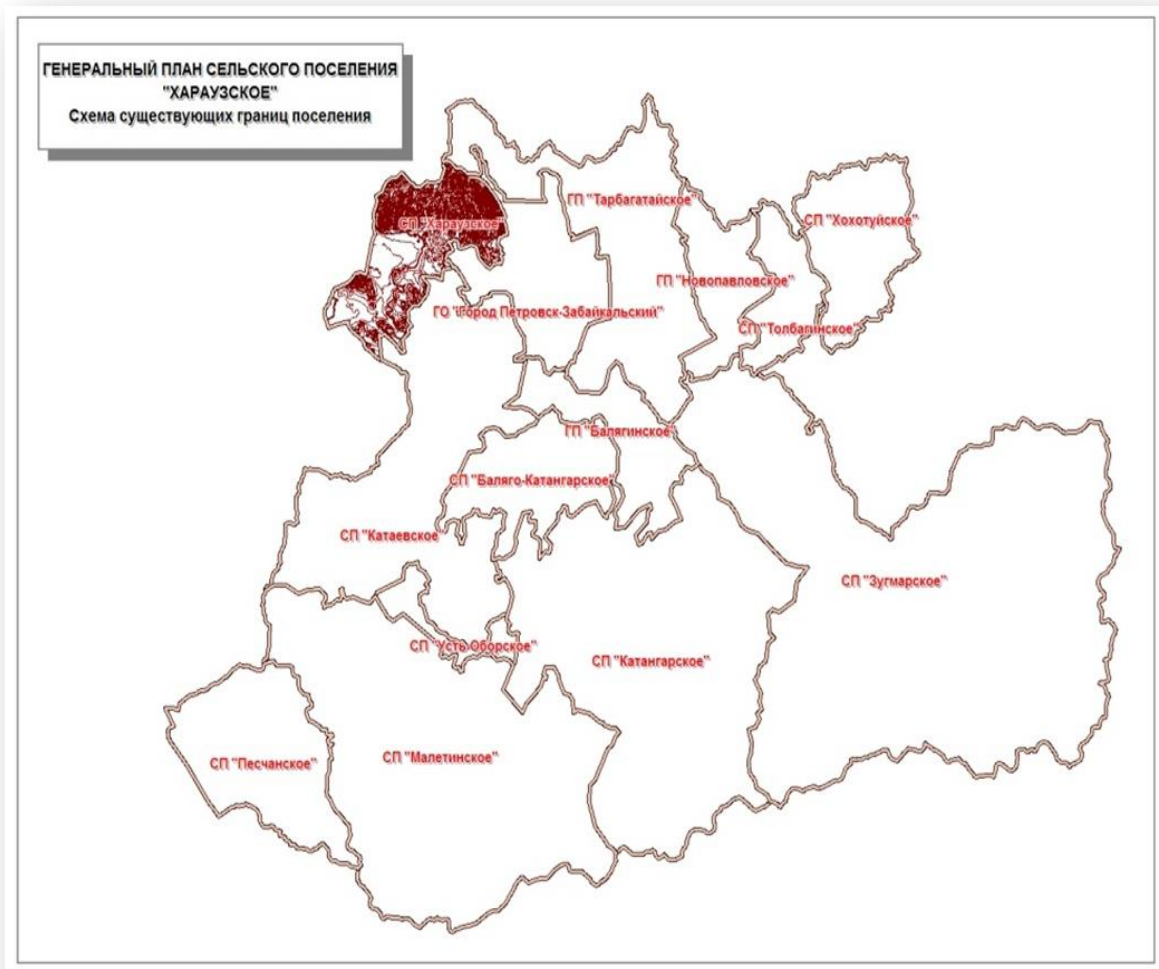 ГЕНЕРАЛЬНЫЙ ПЛАН СЕЛЬСКОГО ПОСЕЛЕНИЯ
"ХАРАУЗСКОЕ"
Схема существующих границ поселения
ГП "Тарбагатайское"
СП "Хохотуйское"
СП "Хараузское"
ГП "Новопавловское"
ГО "Город Петровск-Забайкальский"
СП "Толбагинское"
ГП "Балягинское"
СП "Баляго-Катангарское"
СП "Катаевское"
СП "Зугмарское"
СП "Усть-Оборское"
СП "Катангарское"
СП "Песчанское"
СП "Малетинское"